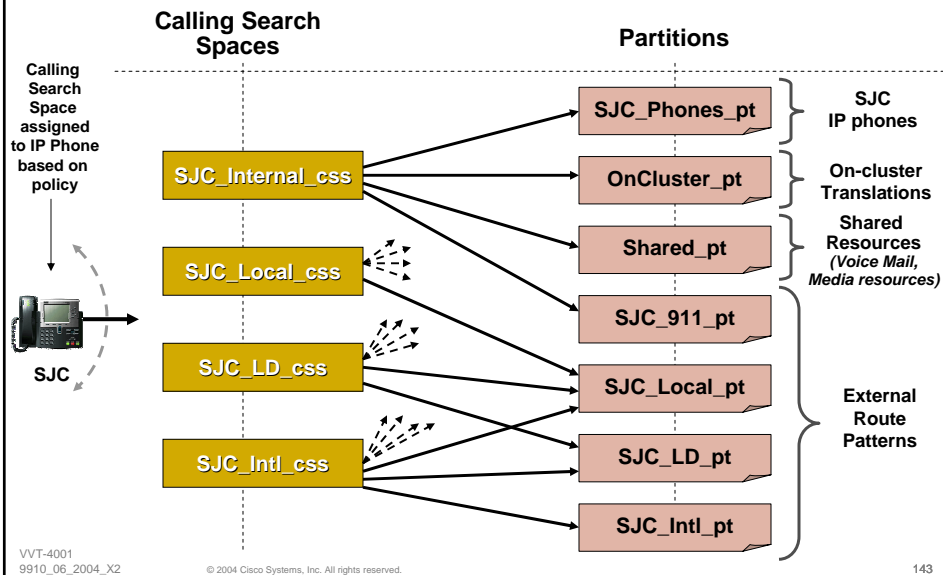 Calling Search
Spaces
Partitions
Calling
Search
Space
assigned
to IP Phone
based on
policy
SJC
SJC_Internal_css
SJC_Local_css
SJC_LD_css
SJC_Intl_css
SJC_Phones_pt
OnCluster_pt
Shared_pt
SJC_911_pt
SJC_Local_pt
SJC_LD_pt
SJC_Intl_pt
SJC
IP phones
On-cluster
Translations
Shared
Resources
(Voice Mail,
Media resources)
External
Route
Patterns
VVT-4001
9910_06_2004_X2
© 2004 Cisco Systems, Inc. All rights reserved.
143